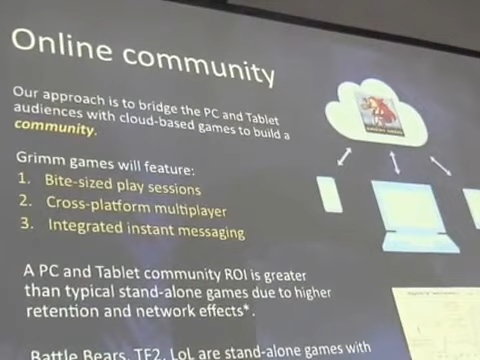 Online community
Our approach is to bridge the PC and Tablet
audiences with cloud-based games to build a
community.
Grimm games will feature:
1. Bite-sized play sessions
2. Cross-platform multiplayer
3. Integrated instant messaging
A PC and Tablet community ROI is greater
than typical stand-alone games due to higher
retention and network effects*.
Battle Bears, TF2, LoL are stand-alone games with